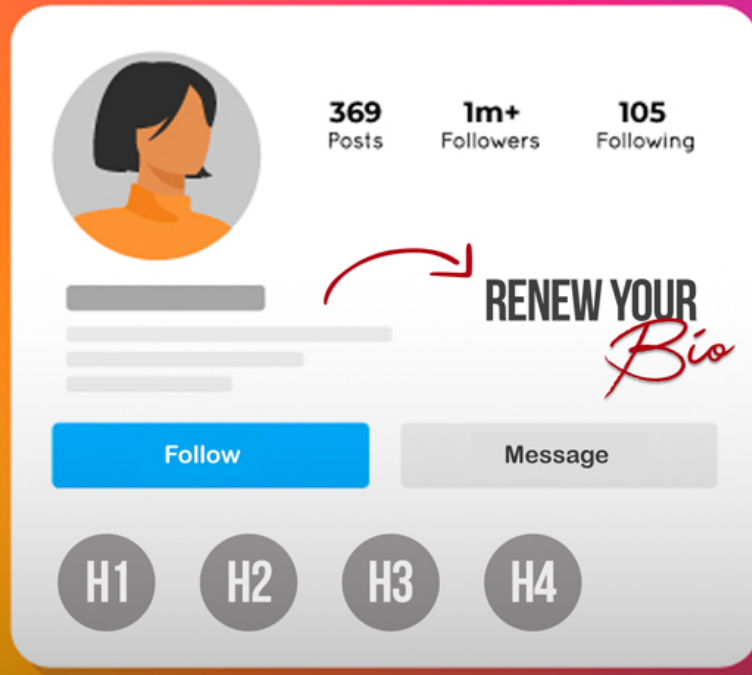 369 1m+ 105
Posts Followers Following
RENEW YOUR
Bio
Follow Message
H1 H2 H3 H4